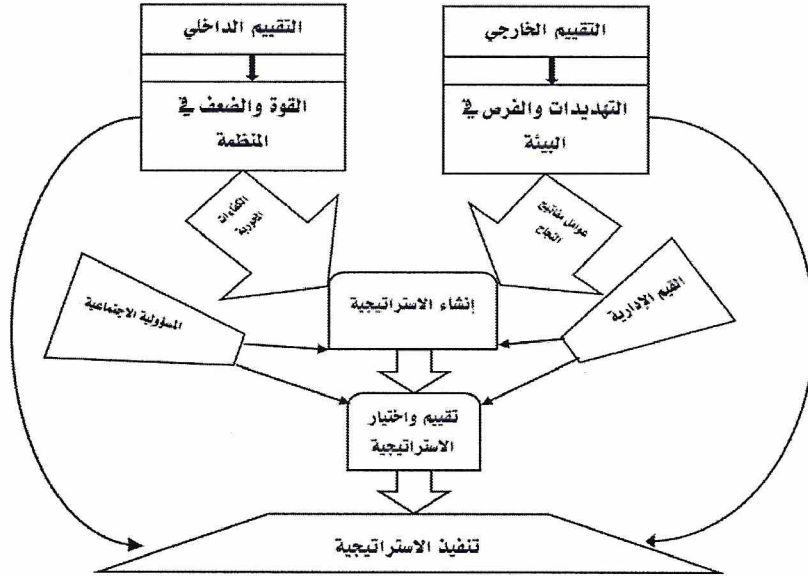 التقييم الخارجي
التقييم الداخلي
التهديدات والفرص في
البيئة
القوة والضعف في
المنظمة
عوامل مفاتيح
النجاح
الكفاءات
المحورية
إنشاء الاستراتيجية
القيم الإدارية
المسؤولية الاجتماعية
تقييم واختيار
الاستراتيجية
تنفيذ الاستراتيجية